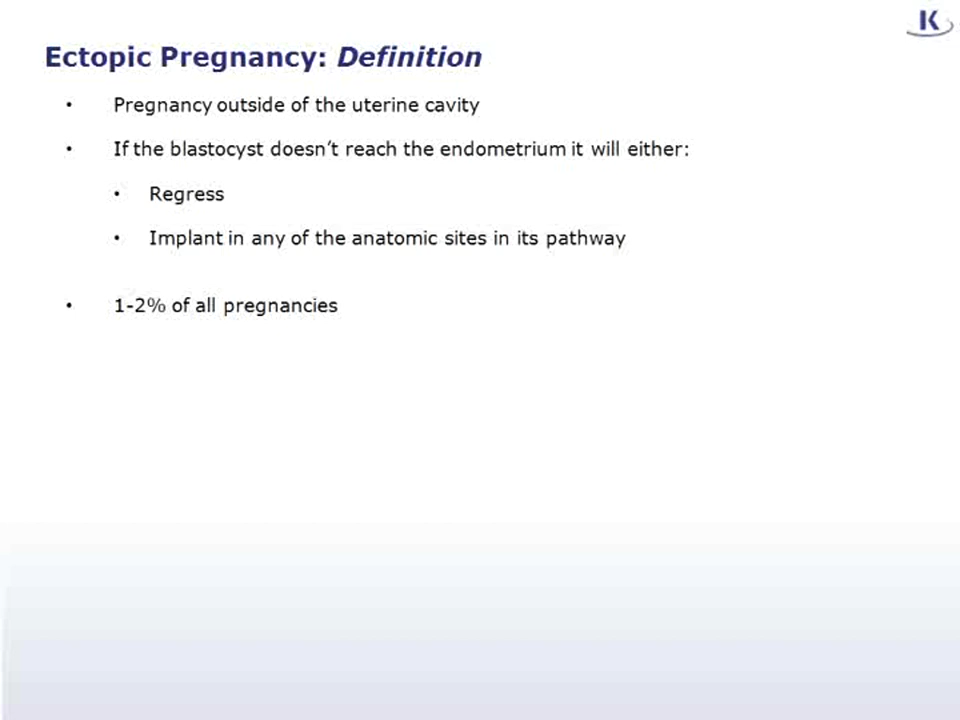 K
Ectopic Pregnancy: Definition
• Pregnancy outside of the uterine cavity
• If the blastocyst doesn’t reach the endometrium it will either:
• Regress
• Implant in any of the anatomic sites in its pathway
• 1-2% of all pregnancies